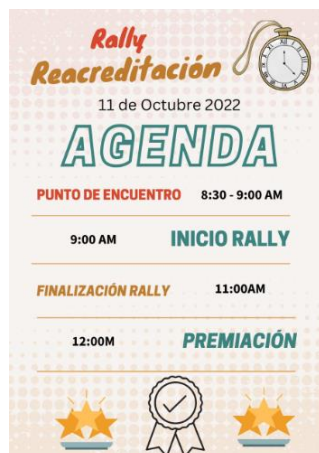 Rally
Reacreditación
11 de Octubre 2022
AGENDA
PUNTO DE ENCUENTRO 8:30 - 9:00 AM
9:00 AM INICIO RALLY
FINALIZACIÓN RALLY 11:00AM
12:00M PREMIACIÓN